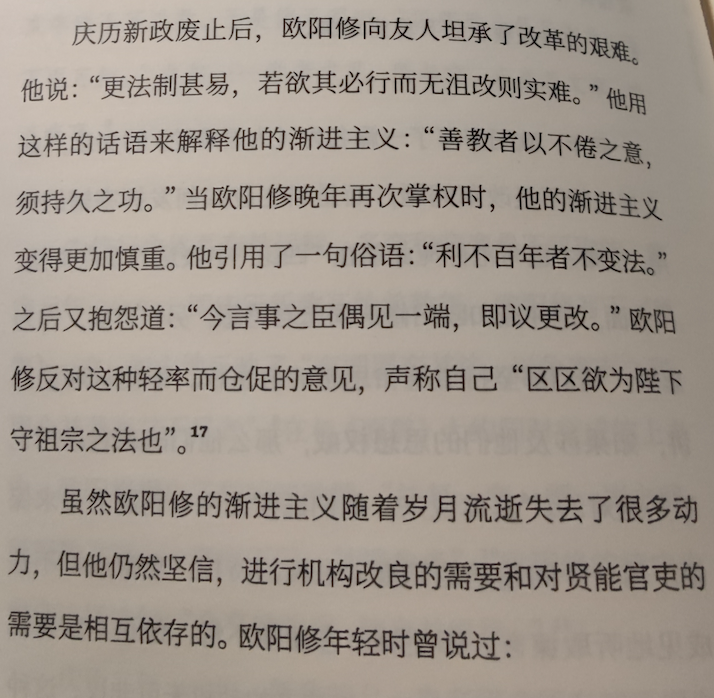 庆历新政废止后，欧阳修向友人坦承了改革的艰难。
他说：“更法制甚易，若欲其必行而无沮改则实难。”他用
这样的话语来解释他的渐进主义：“善教者以不倦之意，
须持久之功。”当欧阳修晚年再次掌权时，他的渐进主义
变得更加慎重。他引用了一句俗语：“利不百年者不变法。”
之后又抱怨道：“今言事之臣偶见一端，即议更改。”欧阳
修反对这种轻率而仓促的意见，声称自己“区区欲为陛下
守祖宗之法也”。17
虽然欧阳修的渐进主义随着岁月流逝失去了很多动
力，但他仍然坚信，进行机构改良的需要和对贤能官吏的
需要是相互依存的。欧阳修年轻时曾说过：